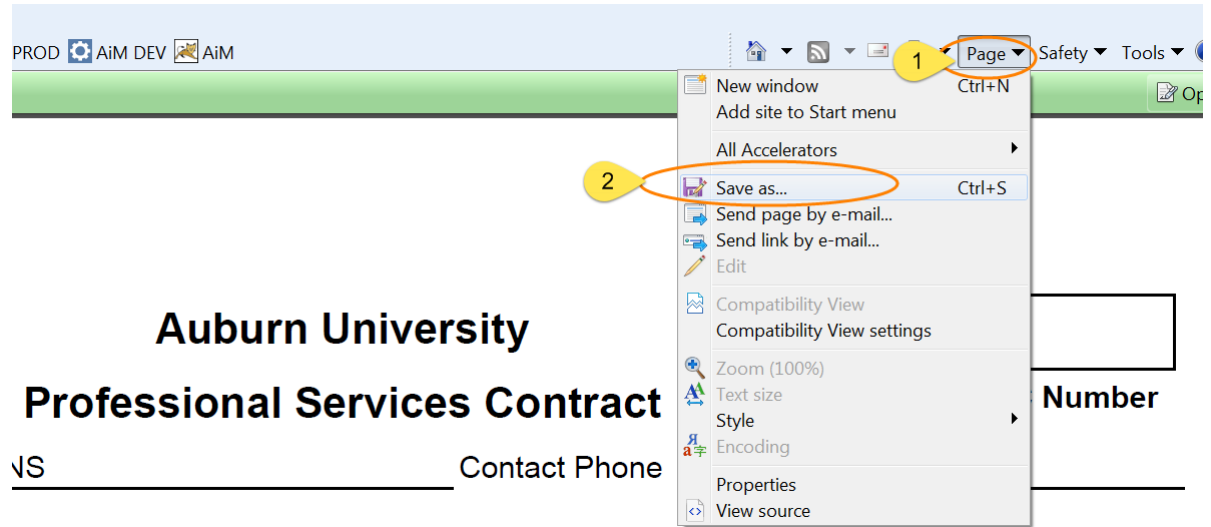 PROD AiM DEV AiM
1 Page Safety Tools
New window Ctrl+N
Op
Add site to Start menu
All Accelerators
2 Save as... Ctrl+S
Send page by e-mail...
Send link by e-mail...
Edit
Compatibility View
Compatibility View settings
Auburn University
Zoom (100%)
Professional Services Contract
Text size
Number
Style
Encoding
NS Contact Phone
Properties
View source